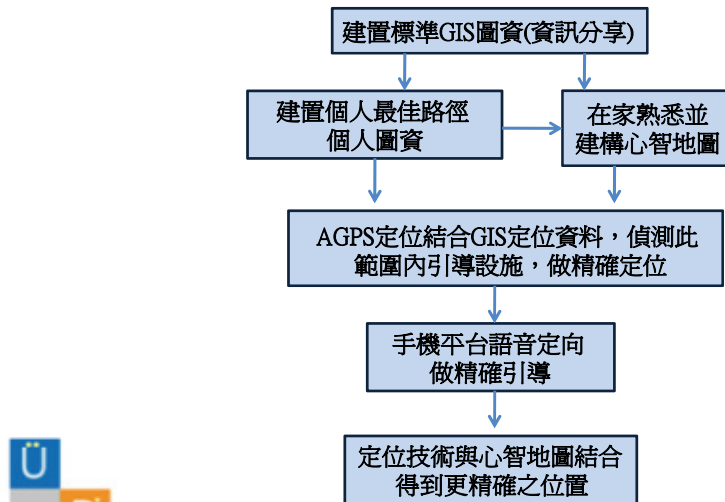 建置標準GIS圖資(資訊分享)
建置個人最佳路徑
個人圖資
在家熟悉並
建構心智地圖
AGPS定位結合GIS定位資料，偵測此
範圍內引導設施，做精確定位
手機平台語音定向
做精確引導
定位技術與心智地圖結合
得到更精確之位置
Ü